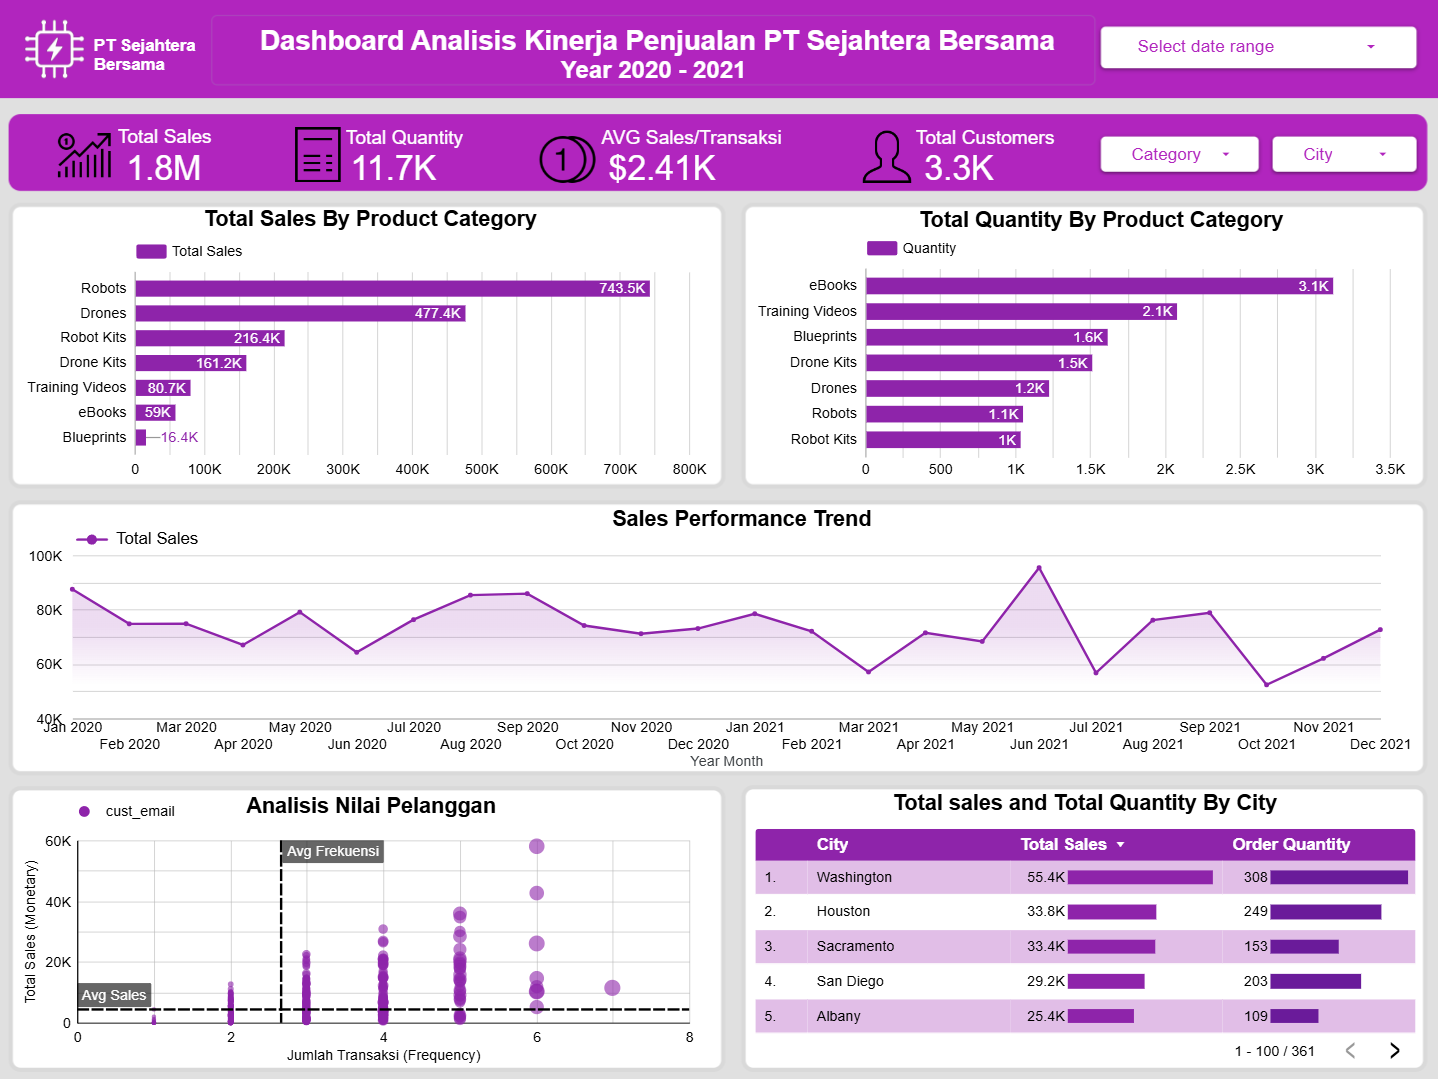 PT Sejahtera
Bersama
Dashboard Analisis Kinerja Penjualan PT Sejahtera Bersama
Year 2020 - 2021
Select date range
Total Sales
1.8M
Total Quantity
11.7K
1
AVG Sales/Transaksi
$2.41K
Total Customers
3.3K
Category
City
Total Sales By Product Category
Total Sales
Robots 743.5K
Drones 477.4K
Robot Kits 216.4K
Drone Kits 161.2K
Training Videos 80.7K
eBooks 59K
Blueprints 16.4K
0 100K 200K 300K 400K 500K 600K 700K 800K
Total Quantity By Product Category
Quantity
eBooks 3.1K
Training Videos 2.1K
Blueprints 1.6K
Drone Kits 1.5K
Drones 1.2K
Robots 1.1K
Robot Kits 1K
0 500 1K 1.5K 2K 2.5K 3K 3.5K
Sales Performance Trend
Total Sales
100K
80K
60K
40K
Jan 2020 Mar 2020 May 2020 Jul 2020 Sep 2020 Nov 2020 Jan 2021 Mar 2021 May 2021 Jul 2021 Sep 2021 Nov 2021
Feb 2020 Apr 2020 Jun 2020 Aug 2020 Oct 2020 Dec 2020 Feb 2021 Apr 2021 Jun 2021 Aug 2021 Oct 2021 Dec 2021
Year Month
Analisis Nilai Pelanggan
cust_email
Total Sales (Monetary)
60K
40K
20K
0
Avg Frekuensi
Avg Sales
0 2 4 6 8
Jumlah Transaksi (Frequency)
Total sales and Total Quantity By City
City Total Sales Order Quantity
1. Washington 55.4K 308
2. Houston 33.8K 249
3. Sacramento 33.4K 153
4. San Diego 29.2K 203
5. Albany 25.4K 109
1 - 100 / 361